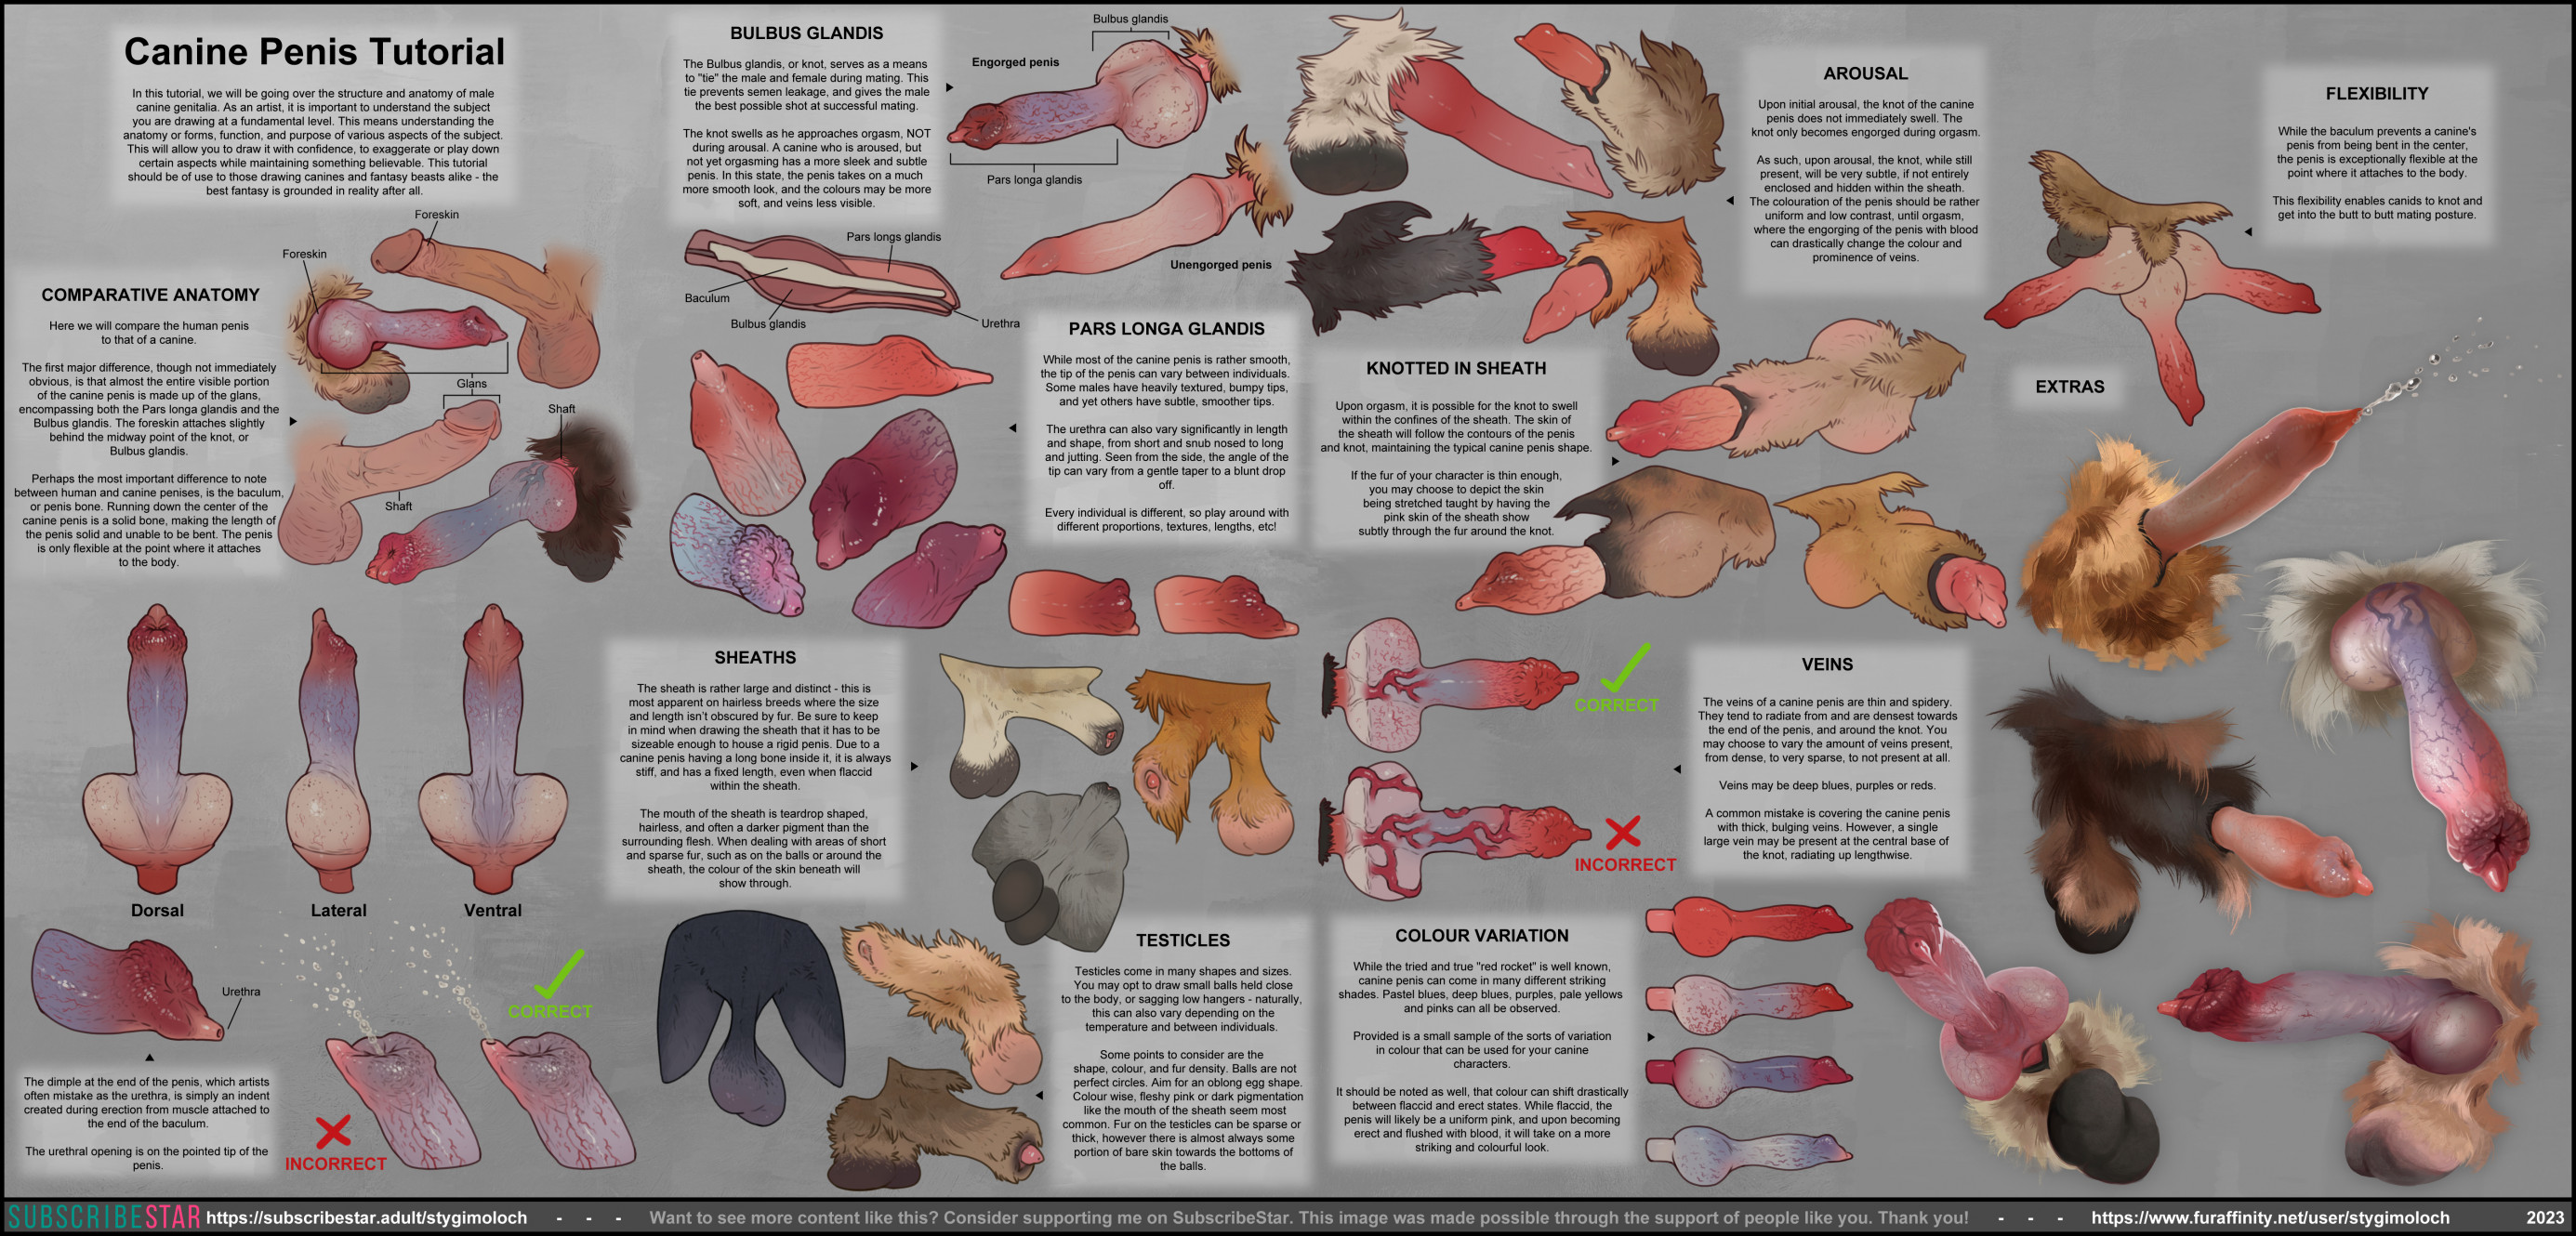 Canine Penis Tutorial
In this tutorial, we will be going over the structure and anatomy of male
canine genitalia. As an artist, it is important to understand the subject
you are drawing at a fundamental level. This means understanding the
anatomy or forms, function, and purpose of various aspects of the subject.
This will allow you to draw it with confidence, to exaggerate or play down
certain aspects while maintaining something believable. This tutorial
should be of use to those drawing canines and fantasy beasts alike - the
best fantasy is grounded in reality after all.
Foreskin
Foreskin
COMPARATIVE ANATOMY
Here we will compare the human penis
to that of a canine.
The first major difference, though not immediately
obvious, is that almost the entire visible portion
of the canine penis is made up of the glans,
encompassing both the Pars longa glandis and the
Bulbus glandis. The foreskin attaches slightly
behind the midway point of the knot, or
Bulbus glandis.
Perhaps the most important difference to note
between human and canine penises, is the baculum,
or penis bone. Running down the center of the
canine penis is a solid bone, making the length of
the penis solid and unable to be bent. The penis
is only flexible at the point where it attaches
to the body.
Glans
Shaft
Shaft
Dorsal
Lateral
Ventral
Urethra
The dimple at the end of the penis, which artists
often mistake as the urethra, is simply an indent
created during erection from muscle attached to
the end of the baculum.
The urethral opening is on the pointed tip of the
penis.
INCORRECT
CORRECT
BULBUS GLANDIS
The Bulbus glandis, or knot, serves as a means
to "tie" the male and female during mating. This
tie prevents semen leakage, and gives the male
the best possible shot at successful mating.
The knot swells as he approaches orgasm, NOT
during arousal. A canine who is aroused, but
not yet orgasming has a more sleek and subtle
penis. In this state, the penis takes on a much
more smooth look, and the colours may be more
soft, and veins less visible.
Bulbus glandis
Engorged penis
Pars longa glandis
Unengorged penis
Pars longs glandis
Baculum
Bulbus glandis
Urethra
PARS LONGA GLANDIS
While most of the canine penis is rather smooth,
the tip of the penis can vary between individuals.
Some males have heavily textured, bumpy tips,
and yet others have subtle, smoother tips.
The urethra can also vary significantly in length
and shape, from short and snub nosed to long
and jutting. Seen from the side, the angle of the
tip can vary from a gentle taper to a blunt drop
off.
Every individual is different, so play around with
different proportions, textures, lengths, etc!
SHEATHS
The sheath is rather large and distinct - this is
most apparent on hairless breeds where the size
and length isn't obscured by fur. Be sure to keep
in mind when drawing the sheath that it has to be
sizeable enough to house a rigid penis. Due to a
canine penis having a long bone inside it, it is always
stiff, and has a fixed length, even when flaccid
within the sheath.
The mouth of the sheath is teardrop shaped,
hairless, and often a darker pigment than the
surrounding flesh. When dealing with areas of short
and sparse fur, such as on the balls or around the
sheath, the colour of the skin beneath will
show through.
TESTICLES
Testicles come in many shapes and sizes.
You may opt to draw small balls held close
to the body, or sagging low hangers - naturally,
this can also vary depending on the
temperature and between individuals.
Some points to consider are the
shape, colour, and fur density. Balls are not
perfect circles. Aim for an oblong egg shape.
Colour wise, fleshy pink or dark pigmentation
like the mouth of the sheath seem most
common. Fur on the testicles can be sparse or
thick, however there is almost always some
portion of bare skin towards the bottoms of
the balls.
AROUSAL
Upon initial arousal, the knot of the canine
penis does not immediately swell. The
knot only becomes engorged during orgasm.
As such, upon arousal, the knot, while still
present, will be very subtle, if not entirely
enclosed and hidden within the sheath.
The colouration of the penis should be rather
uniform and low contrast, until orgasm,
where the engorging of the penis with blood
can drastically change the colour and
prominence of veins.
KNOTTED IN SHEATH
Upon orgasm, it is possible for the knot to swell
within the confines of the sheath. The skin of
the sheath will follow the contours of the penis
and knot, maintaining the typical canine penis shape.
If the fur of your character is thin enough,
you may choose to depict the skin
being stretched taught by having the
pink skin of the sheath show
subtly through the fur around the knot.
CORRECT
INCORRECT
VEINS
The veins of a canine penis are thin and spidery.
They tend to radiate from and are densest towards
the end of the penis, and around the knot. You
may choose to vary the amount of veins present,
from dense, to very sparse, to not present at all.
Veins may be deep blues, purples or reds.
A common mistake is covering the canine penis
with thick, bulging veins. However, a single
large vein may be present at the central base of
the knot, radiating up lengthwise.
COLOUR VARIATION
While the tried and true "red rocket" is well known,
canine penis can come in many different striking
shades. Pastel blues, deep blues, purples, pale yellows
and pinks can all be observed.
Provided is a small sample of the sorts of variation
in colour that can be used for your canine
characters.
It should be noted as well, that colour can shift drastically
between flaccid and erect states. While flaccid, the
penis will likely be a uniform pink, and upon becoming
erect and flushed with blood, it will take on a more
striking and colourful look.
FLEXIBILITY
While the baculum prevents a canine's
penis from being bent in the center,
the penis is exceptionally flexible at the
point where it attaches to the body.
This flexibility enables canids to knot and
get into the butt to butt mating posture.
EXTRAS
SUBSCRIBESTAR https://subscribestar.adult/stygimoloch - - - Want to see more content like this? Consider supporting me on SubscribeStar. This image was made possible through the support of people like you. Thank you! - - - https://www.furaffinity.net/user/stygimoloch 2023